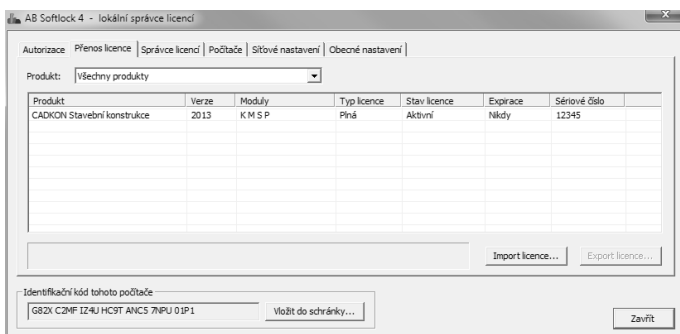 AB Softlock 4 - lokální správce licencí
Autorizace Přenos licence Správce licencí Počítače Síťové nastavení Obecné nastavení
Produkt: Všechny produkty
Produkt Verze Moduly Typ licence Stav licence Expirace Sériové číslo
CADKON Stavební konstrukce 2013 K M S P Plná Aktivní Nikdy 12345
Import licence... Export licence...
Identifikační kód tohoto počítače
G82X C2MF IZ4U HC9T ANC5 7NPU 01P1 Vložit do schránky... Zavřít